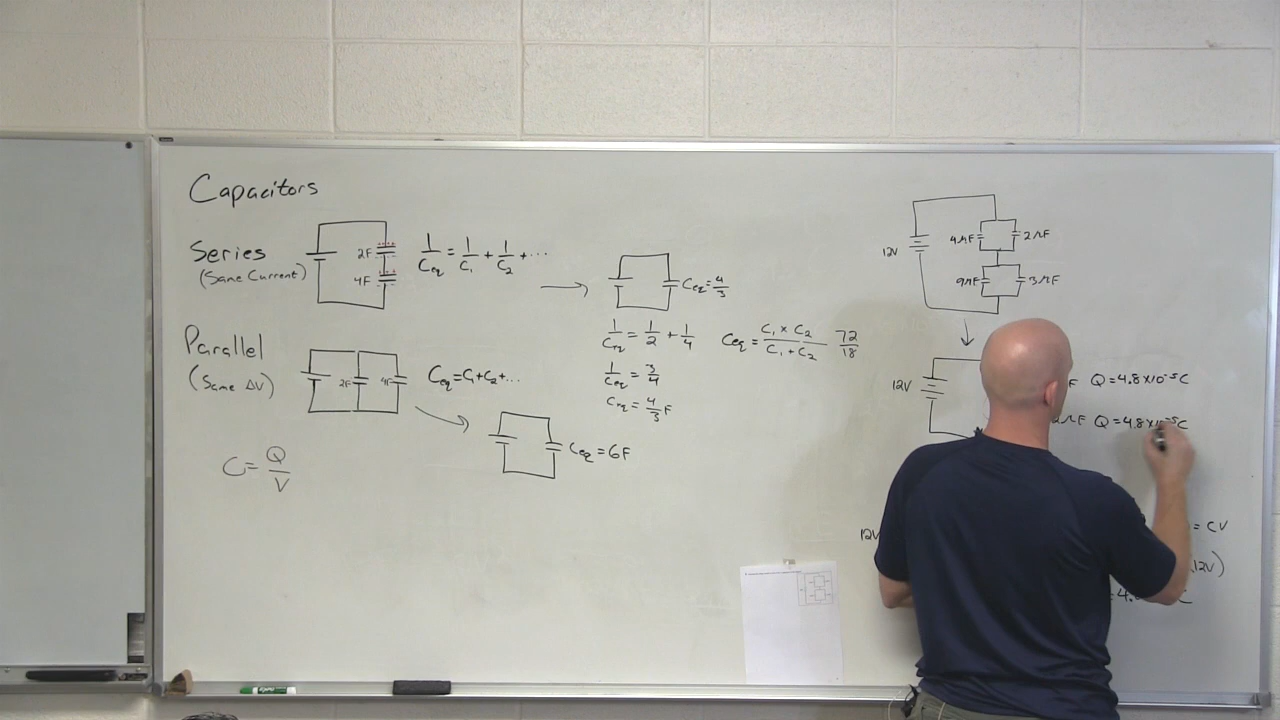 Capacitors
Series
(Same Current)
2F
4F
1/Ceq = 1/C₁ + 1/C₂ + ...
Ceq = 4/3
1/Ceq = 1/2 + 1/4
1/Ceq = 3/4
Ceq = 4/3 F
Ceq = C₁ × C₂ / C₁ + C₂
72/18
Parallel
(Same ΔV)
2F
4F
Ceq = C₁ + C₂ + ...
Ceq = 6F
C = Q/V
12V
4μF
2μF
9μF
3μF
12V
F Q = 4.8×10⁻⁵C
2μF Q = 4.8×10⁻⁵C
12V
= CV
12V)